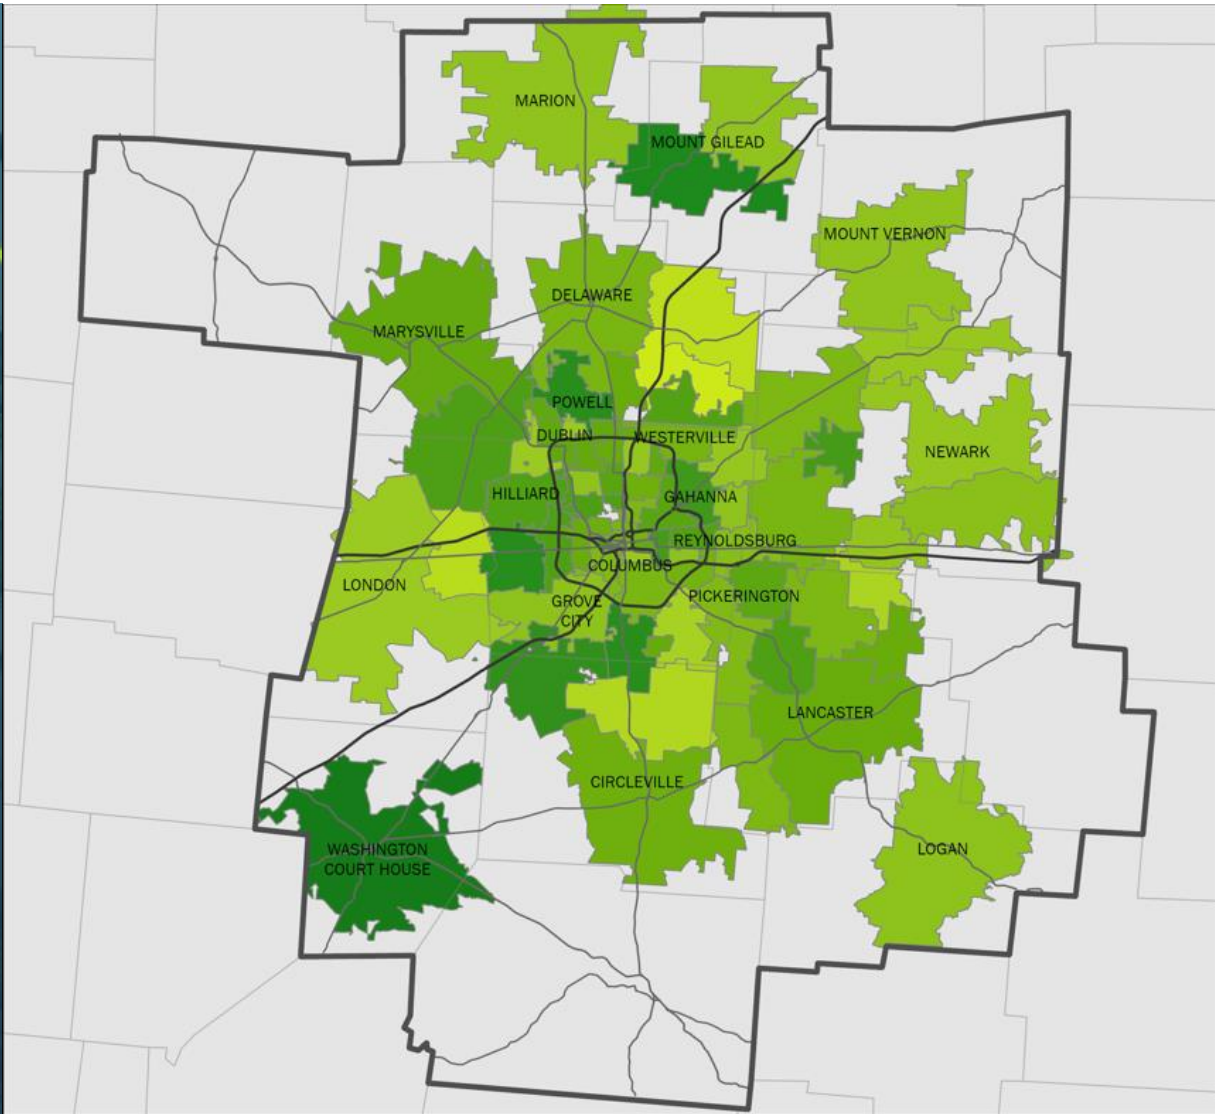 MARION
MOUNT GILEAD
MOUNT VERNON
DELAWARE
MARYSVILLE
POWELL
DUBLIN
WESTERVILLE
NEWARK
HILLIARD
GAHANNA
REYNOLDSBURG
COLUMBUS
LONDON
GROVE
CITY
PICKERINGTON
LANCASTER
CIRCLEVILLE
WASHINGTON
COURT HOUSE
LOGAN